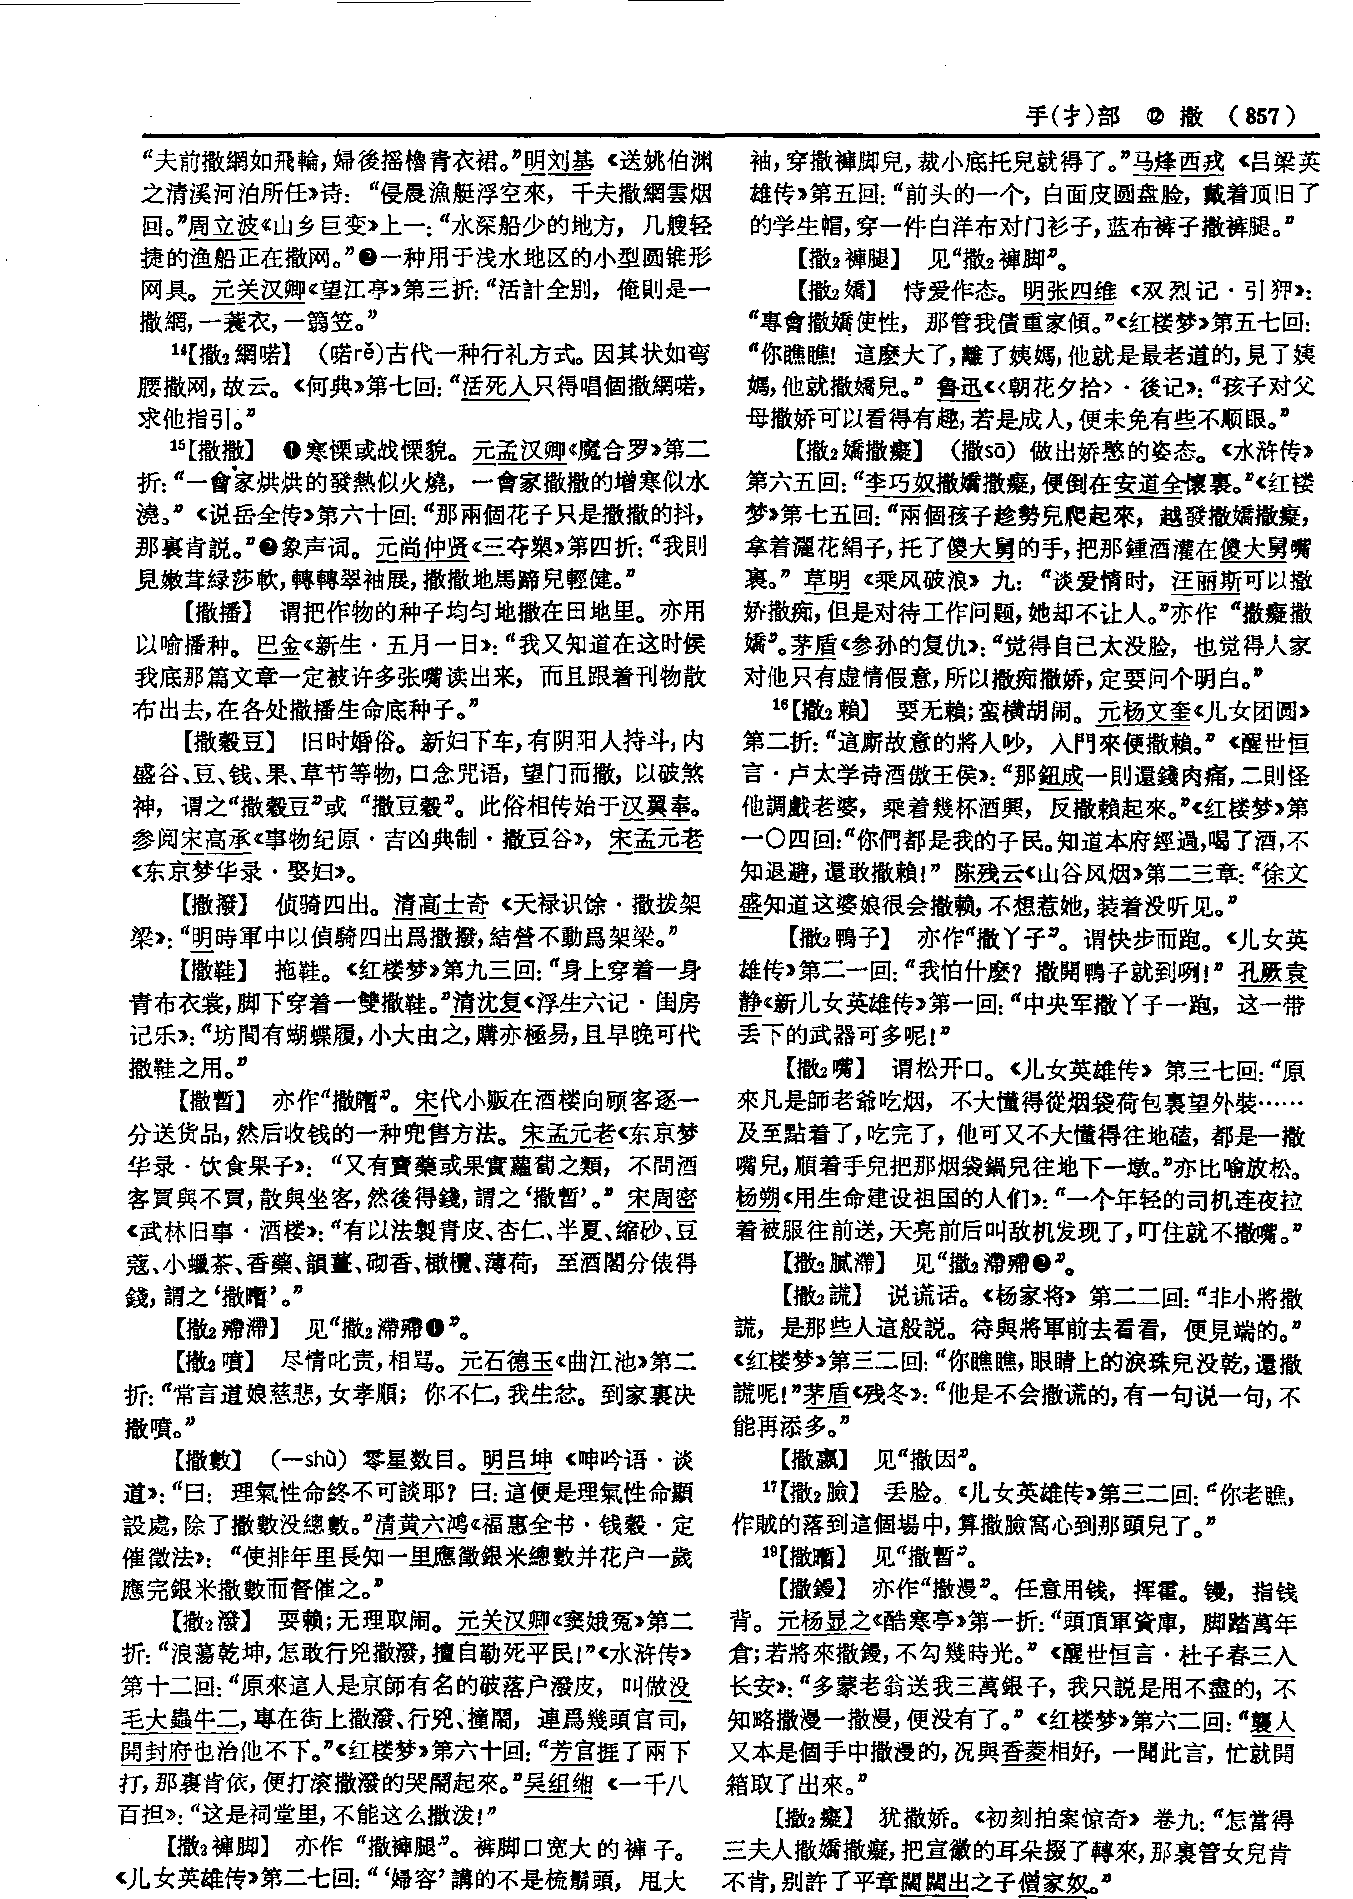 手(扌)部　⑫　撒　(857)
“夫前撒網如飛輪，婦後摇櫓青衣裙。”明刘基《送姚伯渊
之清溪河泊所任》诗：“侵晨漁艇浮空來，千夫撒網雲烟
回。”周立波《山乡巨变》上一：“水深船少的地方，几艘轻
捷的渔船正在撒网。”❷一种用于浅水地区的小型圆锥形
网具。元关汉卿《望江亭》第三折：“活計全别，俺則是一
撒網，一蓑衣，一篛笠。”
14【撒₂網喏】（喏rě)古代一种行礼方式。因其状如弯
腰撒网，故云。《何典》第七回：“活死人只得唱個撒網喏，
求他指引。”
15【撒撒】　❶寒慄或战慄貌。元孟汉卿《魔合罗》第二
折：“一會家烘烘的發熱似火燒，一會家撒撒的增寒似水
澆。”《说岳全传》第六十回：“那兩個花子只是撒撒的抖，
那裏肯説。”❷象声词。元尚仲贤《三夺槊》第四折：“我則
見嫩茸緑莎軟，轉轉翠袖展，撒撒地馬蹄兒輕健。”
【撒播】　谓把作物的种子均匀地撒在田地里。亦用
以喻播种。巴金《新生·五月一日》：“我又知道在这时候
我底那篇文章一定被许多张嘴读出来，而且跟着刊物散
布出去，在各处撒播生命底种子。”
【撒穀豆】　旧时婚俗。新妇下车，有阴阳人持斗，内
盛谷、豆、钱、果、草节等物，口念咒语，望门而撒，以破煞
神，谓之“撒穀豆”或“撒豆穀”。此俗相传始于汉翼奉。
参阅宋高承《事物纪原·吉凶典制·撒豆谷》，宋孟元老
《东京梦华录·娶妇》。
【撒潑】　侦骑四出。清高士奇《天禄识馀·撒拨架
梁》：“明時軍中以偵騎四出爲撒撥，結營不動爲架梁。”
【撒鞋】　拖鞋。《红楼梦》第九三回：“身上穿着一身
青布衣裳，脚下穿着一雙撒鞋。”清沈复《浮生六记·闺房
记乐》：“坊間有蝴蝶履，小大由之，購亦極易，且早晚可代
撒鞋之用。”
【撒暫】　亦作“撒㬠”。宋代小贩在酒楼向顾客逐一
分送货品，然后收钱的一种兜售方法。宋孟元老《东京梦
华录·饮食果子》：“又有賣藥或果實蘿蔔之類，不問酒
客買與不買，散與坐客，然後得錢，謂之‘撒暫’。”宋周密
《武林旧事·酒楼》：“有以法製青皮、杏仁、半夏、缩砂、豆
蔻、小蠟茶、香藥、韻薑、砌香、橄欖、薄荷，至酒閣分俵得
錢，謂之‘撒㬠’。”
【撒₂殢滯】　见“撒₂滯殢❶”。
【撒₂噴】　尽情叱责，相骂。元石德玉《曲江池》第二
折：“常言道娘慈悲，女孝順；你不仁，我生忿。到家裏决
撒噴。”
【撒數】　（一shù）零星数目。明吕坤《呻吟语·谈
道》：“曰：理氣性命終不可談耶？曰：這便是理氣性命顯
設處，除了撒數没總數。”清黄六鸿《福惠全书·钱穀·定
催徵法》：“使排年里長知一里應徵銀米總數并花户一歲
應完銀米撒數而督催之。”
【撒₂潑】　耍赖；无理取闹。元关汉卿《窦娥冤》第二
折：“浪蕩乾坤，怎敢行兇撒潑，擅自勒死平民！”《水浒传》
第十二回：“原來這人是京師有名的破落户潑皮，叫做没
毛大蟲牛二，專在街上撒潑、行兇、撞鬧，連爲幾頭官司，
開封府也治他不下。”《红楼梦》第六十回：“芳官捱了兩下
打，那裏肯依，便打滚撒潑的哭鬧起來。”吴组缃《一千八
百担》：“这是祠堂里，不能这么撒泼！”
【撒₂褲脚】　亦作“撒褲腿”。裤脚口宽大的褲子。
《儿女英雄传》第二七回：“‘婦容’講的不是梳鬅頭，甩大
袖，穿撒褲脚兒，裁小底托兒就得了。”马烽西戎《吕梁英
雄传》第五回：“前头的一个，白面皮圆盘脸，戴着顶旧了
的学生帽，穿一件白洋布对门衫子，蓝布裤子撒裤腿。”
【撒₂褲腿】　见“撒₂褲脚”。
【撒₂嬌】　恃爱作态。明张四维《双烈记·引狎》：
“專會撒嬌使性，那管我債重家傾。”《红楼梦》第五七回：
“你瞧瞧！這麽大了，離了姨媽，他就是最老道的，見了姨
媽，他就撒嬌兒。”鲁迅《〈朝花夕拾〉·後记》：“孩子对父
母撒娇可以看得有趣，若是成人，便未免有些不顺眼。”
【撒₂嬌撒癡】（撒sā）做出娇憨的姿态。《水浒传》
第六五回：“李巧奴撒嬌撒癡，便倒在安道全懷裏。”《红楼
梦》第七五回：“兩個孩子趁勢兒爬起來，越發撒嬌撒癡，
拿着灑花絹子，托了傻大舅的手，把那鍾酒灌在傻大舅嘴
裏。”草明《乘风破浪》九：“谈爱情时，汪丽斯可以撒
娇撒痴，但是对待工作问题，她却不让人。”亦作“撒癡撒
嬌”。茅盾《参孙的复仇》：“觉得自己太没脸，也觉得人家
对他只有虚情假意，所以撒痴撒娇，定要问个明白。”
16【撒₂賴】　耍无赖；蛮横胡闹。元杨文奎《儿女团圆》
第二折：“這厮故意的將人吵，入門來便撒賴。”《醒世恒
言·卢太学诗酒傲王侯》：“那鈕成一則還錢肉痛，二則怪
他調戲老婆，乘着幾杯酒興，反撒賴起來。”《红楼梦》第
一〇四回：“你們都是我的子民。知道本府經過，喝了酒，不
知退避，還敢撒賴！”陈残云《山谷风烟》第二三章：“徐文
盛知道这婆娘很会撒赖，不想惹她，装着没听见。”
【撒₂鴨子】　亦作“撒丫子”。谓快步而跑。《儿女英
雄传》第二一回：“我怕什麽？撒開鴨子就到咧！”孔厥袁
静《新儿女英雄传》第一回：“中央军撒丫子一跑，这一带
丢下的武器可多呢！”
【撒₂嘴】　谓松开口。《儿女英雄传》第三七回：“原
來凡是師老爺吃烟，不大懂得從烟袋荷包裏望外裝……
及至點着了，吃完了，他可又不大懂得往地磕，都是一撒
嘴兒，順着手兒把那烟袋鍋兒往地下一墩。”亦比喻放松。
杨朔《用生命建设祖国的人们》：“一个年轻的司机连夜拉
着被服往前送，天亮前后叫敌机发现了，叮住就不撒嘴。”
【撒₂膩滯】　见“撒₂滯殢❷”。
【撒₂謊】　说谎话。《杨家将》第二二回：“非小將撒
謊，是那些人這般説。待與將軍前去看看，便見端的。”
《红楼梦》第三二回：“你瞧瞧，眼睛上的淚珠兒没乾，還撒
謊呢！”茅盾《残冬》：“他是不会撒谎的，有一句说一句，不
能再添多。”
【撒㶟】　见“撒因”。
17【撒₂臉】　丢脸。《儿女英雄传》第三二回：“你老瞧，
作賊的落到這個場中，算撒臉窩心到那頭兒了。”
19【撒㬠】　见“撒暫”。
【撒鏝】　亦作“撒漫”。任意用钱，挥霍。镘，指钱
背。元杨显之《酷寒亭》第一折：“頭頂軍資庫，脚踏萬年
倉；若將來撒鏝，不勾幾時光。”《醒世恒言·杜子春三入
长安》：“多蒙老翁送我三萬銀子，我只説是用不盡的，不
知略撒漫一撒漫，便没有了。”《红楼梦》第六二回：“襲人
又本是個手中撒漫的，况與香菱相好，一聞此言，忙就開
箱取了出來。”
【撒₂癡】　犹撒娇。《初刻拍案惊奇》卷九：“怎當得
三夫人撒嬌撒癡，把宣徽的耳朵掇了轉來，那裏管女兒肯
不肯，别許了平章闊闊出之子僧家奴。”